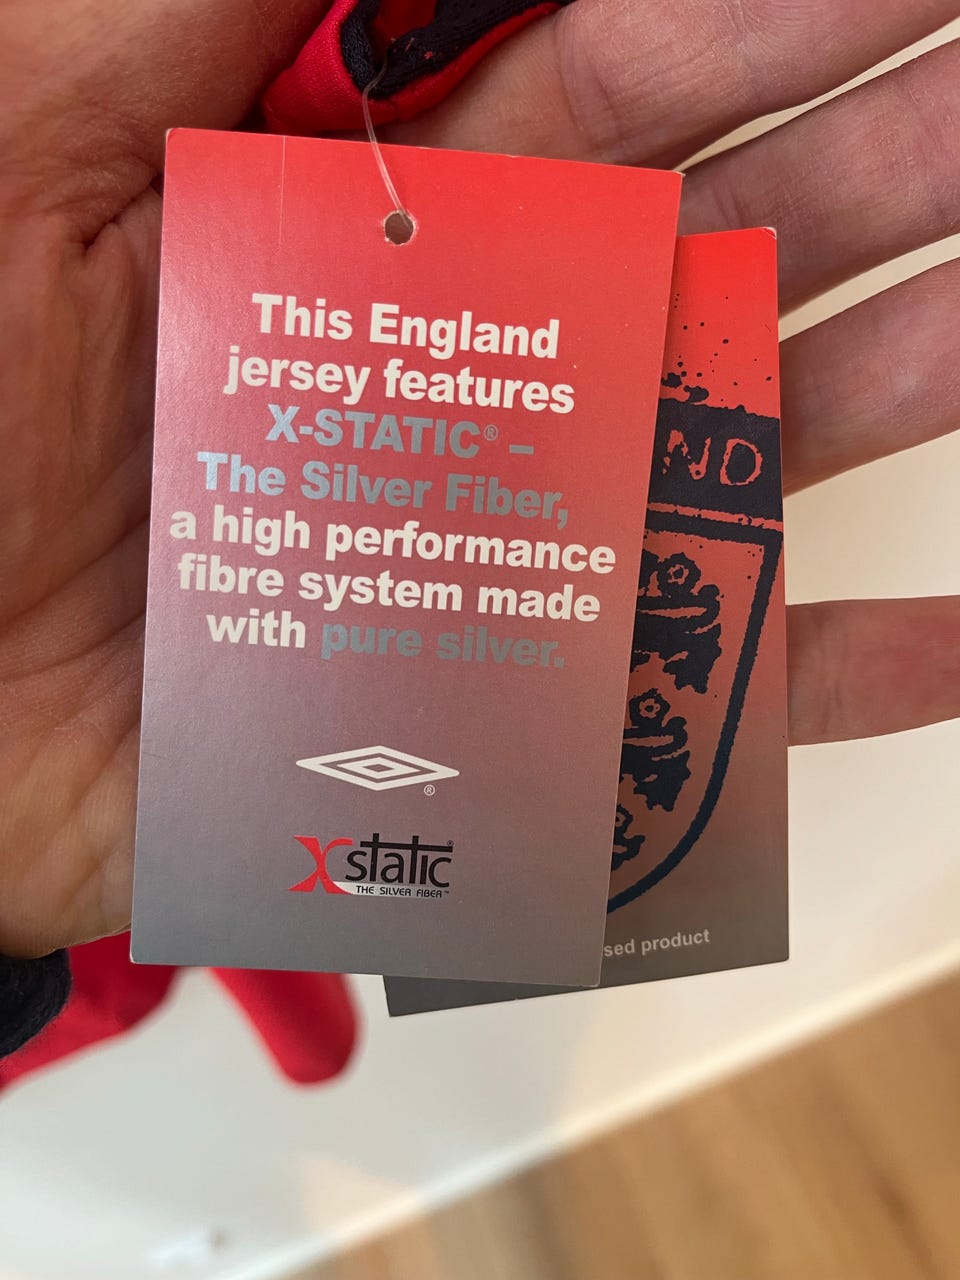 This England
jersey features
X-STATIC® –
The Silver Fiber,
a high performance
fibre system made
with pure silver.
®
Xstatic®
THE SILVER FIBER™
ND
sed product